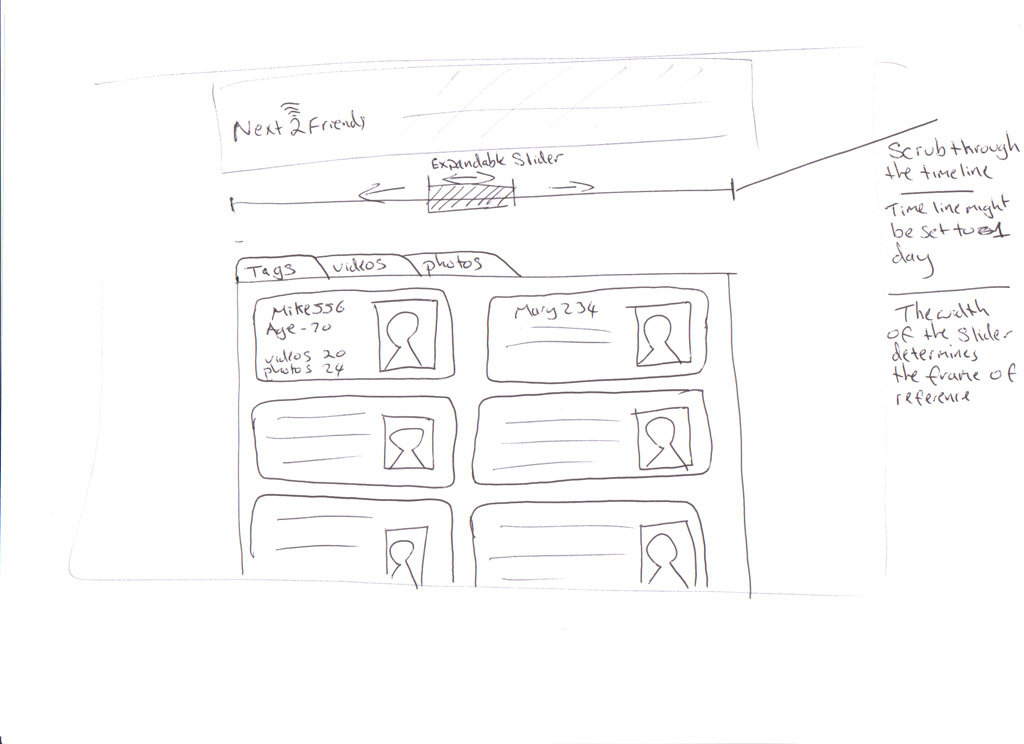 Next 2 Friends
Expandable Slider
Scrub through
the timeline
Time line might
be set to 1
day
The width
of the Slider
determines
the frame of
reference
Tags
videos
photos
Mike556
Age - 20
videos 20
photos 24
Mary234